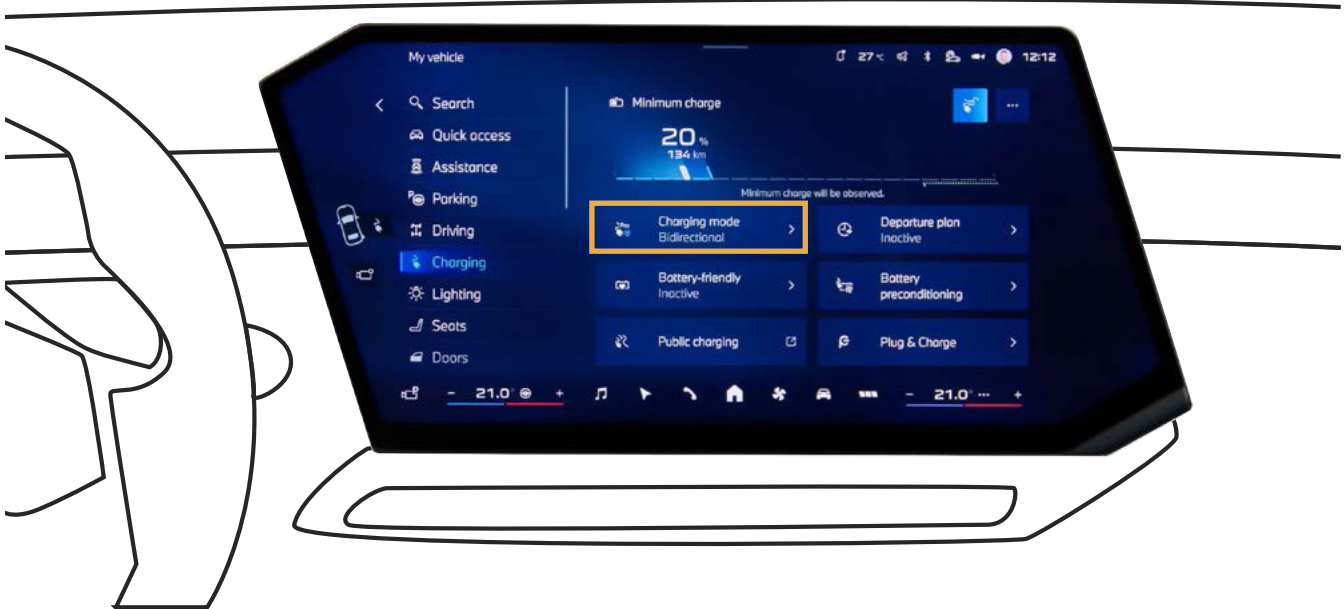 My vehicle
27 °C
12:12
Search
Quick access
Assistance
Parking
Driving
Charging
Lighting
Seats
Doors
Minimum charge
20 %
134 km
Minimum charge will be observed.
Charging mode
Bidirectional
Departure plan
Inactive
Battery-friendly
Inactive
Battery
preconditioning
Public charging
Plug & Charge
- 21.0° +
- 21.0° ••• +